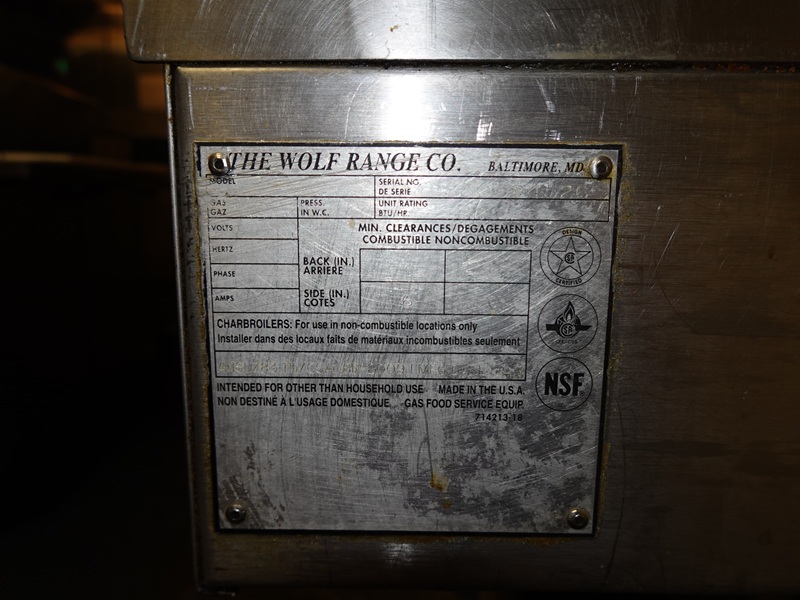 THE WOLF RANGE CO. BALTIMORE, MD
MODEL
SERIAL NO.
DE SERIE
GAS
GAZ
PRESS.
IN W.C.
UNIT RATING
BTU/HR.
VOLTS
HERTZ
PHASE
AMPS
MIN. CLEARANCES/DEGAGEMENTS
COMBUSTIBLE NONCOMBUSTIBLE
BACK (IN.)
ARRIERE
SIDE (IN.)
COTES
DESIGN
CERTIFIED
CHARBROILERS: For use in non-combustible locations only
Installer dans des locaux faits de matériaux incombustibles seulement
INTENDED FOR OTHER THAN HOUSEHOLD USE MADE IN THE U.S.A.
NON DESTINÉ À L'USAGE DOMESTIQUE GAS FOOD SERVICE EQUIP.
714213-18
NSF